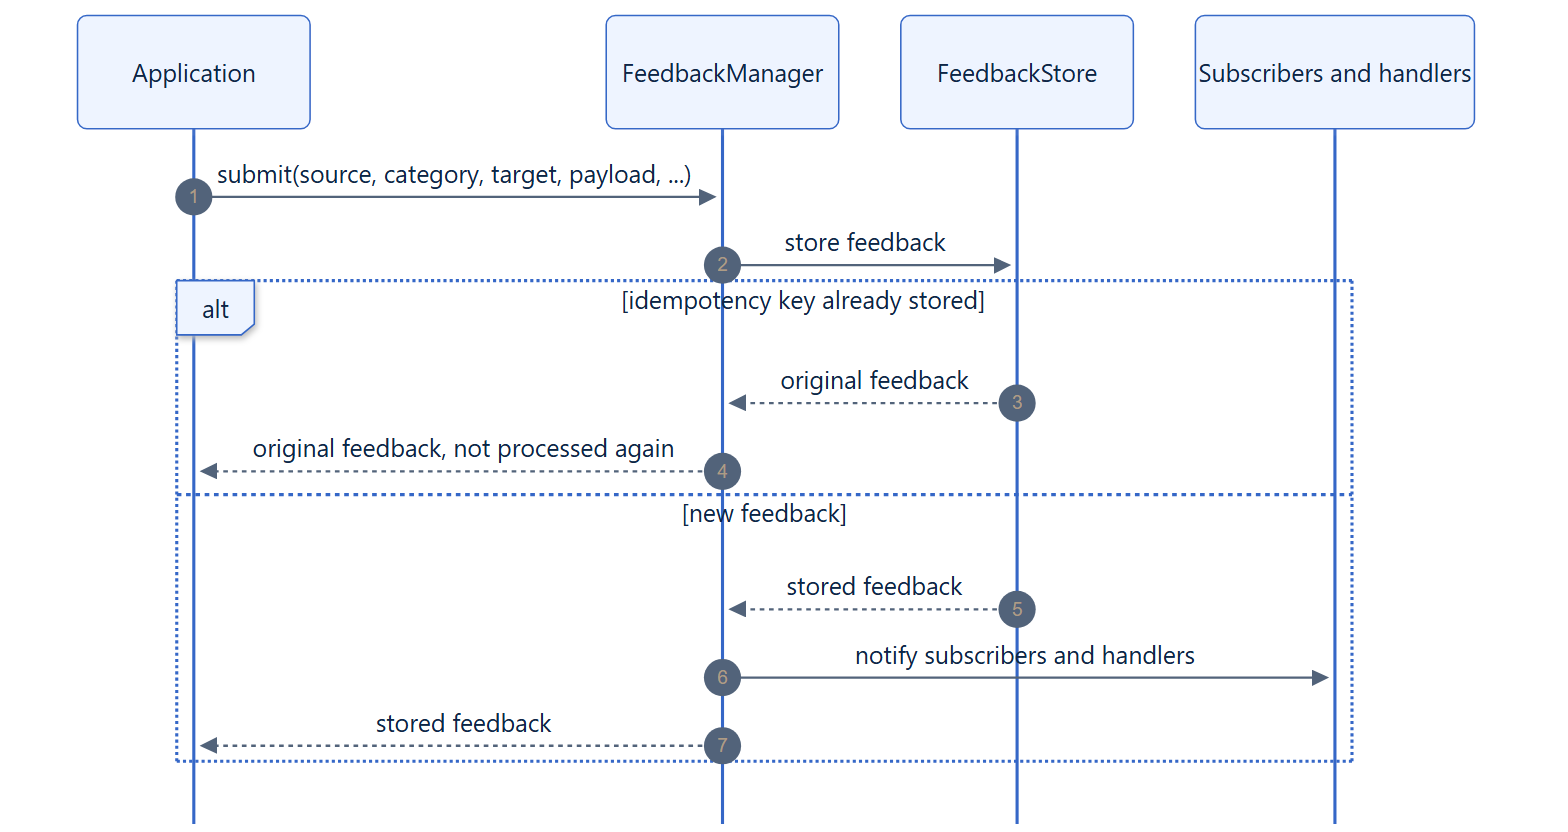 Application
FeedbackManager
FeedbackStore
Subscribers and handlers
submit(source, category, target, payload, ...)
1
store feedback
2
alt
[idempotency key already stored]
original feedback
3
original feedback, not processed again
4
[new feedback]
stored feedback
5
notify subscribers and handlers
6
stored feedback
7